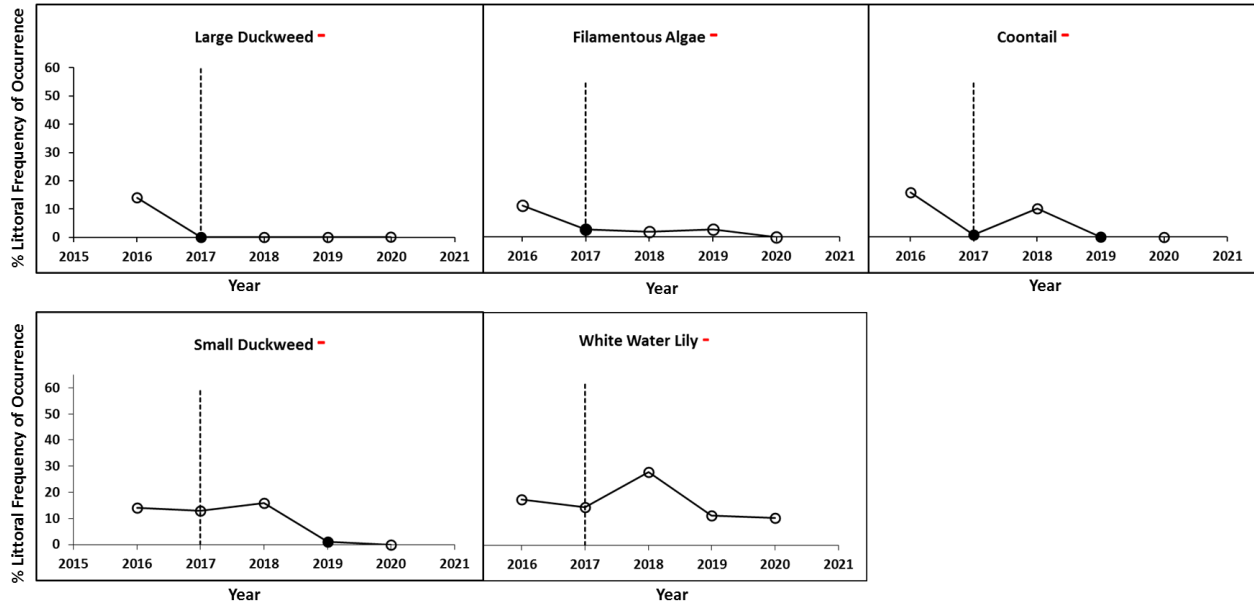 Large Duckweed -
Filamentous Algae -
Coontail -
% Littoral Frequency of Occurrence
60
50
40
30
20
10
0
2015 2016 2017 2018 2019 2020 2021
2016 2017 2018 2019 2020 2021
2016 2017 2018 2019 2020 2021
Year
Year
Year
Small Duckweed -
White Water Lily -
% Littoral Frequency of Occurrence
60
50
40
30
20
10
0
2015 2016 2017 2018 2019 2020 2021
2016 2017 2018 2019 2020 2021
Year
Year